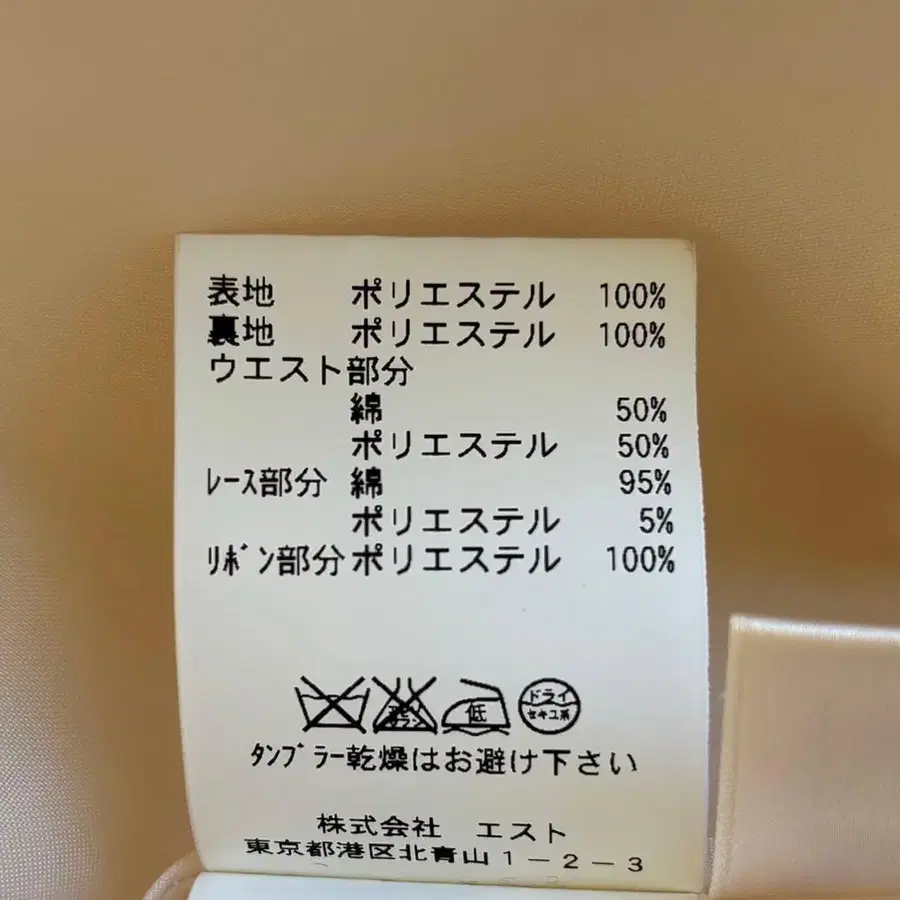 表地 ポリエステル 100%
裏地 ポリエステル 100%
ウエスト部分
綿 50%
ポリエステル 50%
ﾚｰｽ部分 綿 95%
ポリエステル 5%
ﾘﾎﾞﾝ部分 ポリエステル 100%
低 ドライ
セキユ系
ﾀﾝﾌﾞﾗｰ乾燥はお避け下さい
株式会社 エスト
東京都港区北青山1-2-3